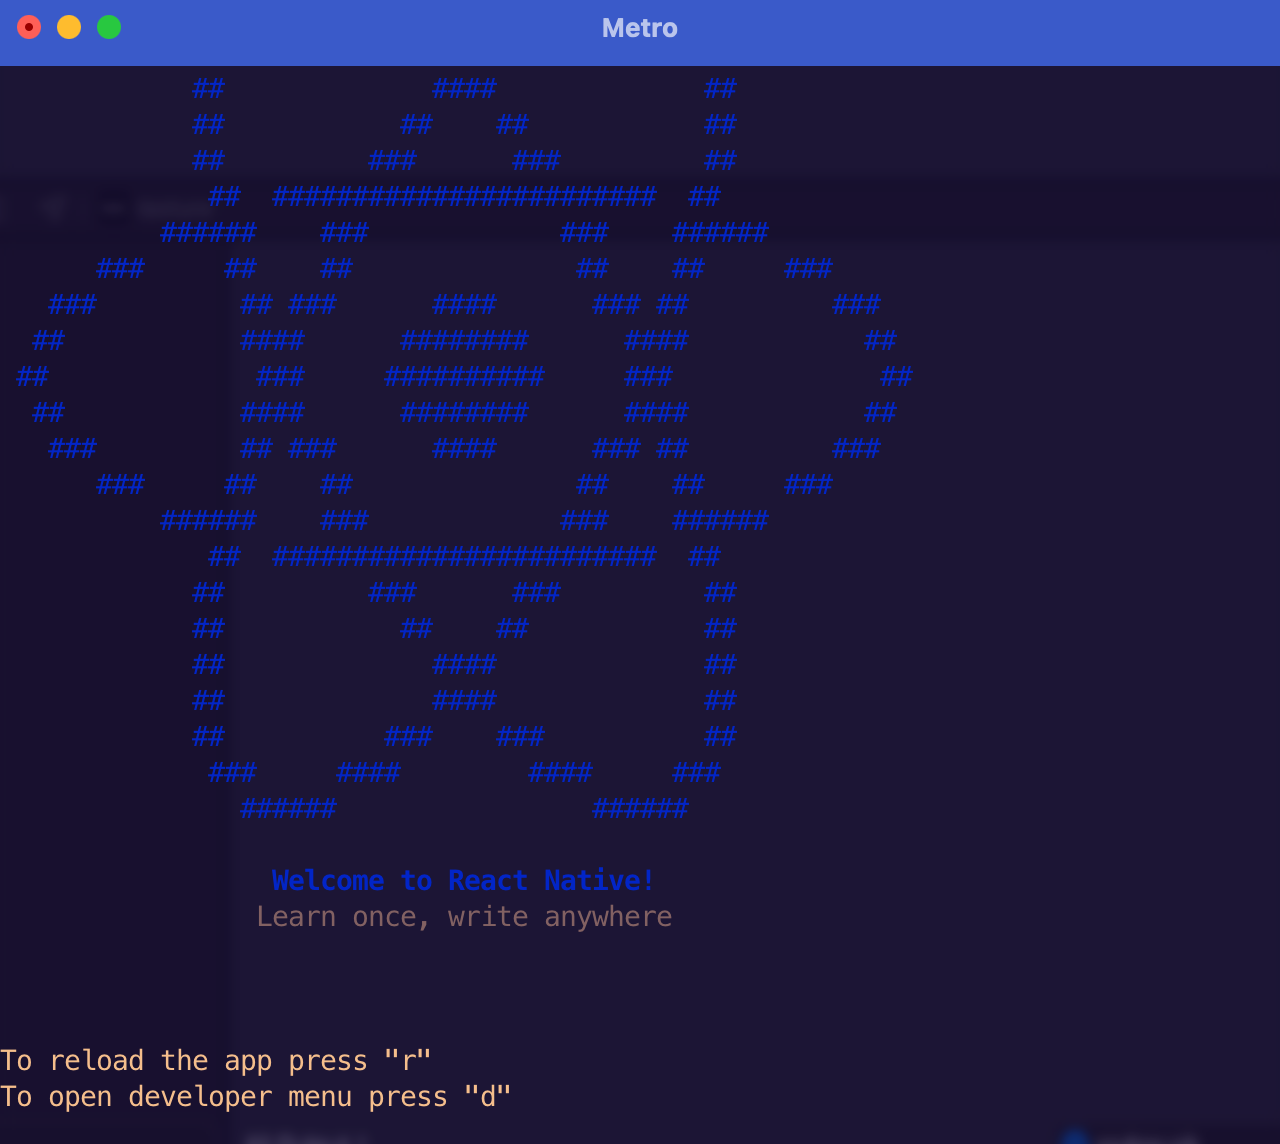 Metro
               ##             ####             ##
               ##           ##    ##           ##
               ##         ###      ###         ##
                ##  ########################  ##
             ######    ###            ###    ######
         ###     ##    ##              ##    ##     ###
      ###         ## ###      ####      ### ##         ###
     ##           ####      ########      ####           ##
    ##             ###     ##########     ###             ##
     ##           ####      ########      ####           ##
      ###         ## ###      ####      ### ##         ###
         ###     ##    ##              ##    ##     ###
             ######    ###            ###    ######
                ##  ########################  ##
               ##         ###      ###         ##
               ##           ##    ##           ##
               ##             ####             ##
               ##             ####             ##
               ##          ###    ###          ##
                ###     ####        ####     ###
                  ######                ######
Welcome to React Native!
Learn once, write anywhere
To reload the app press "r"
To open developer menu press "d"